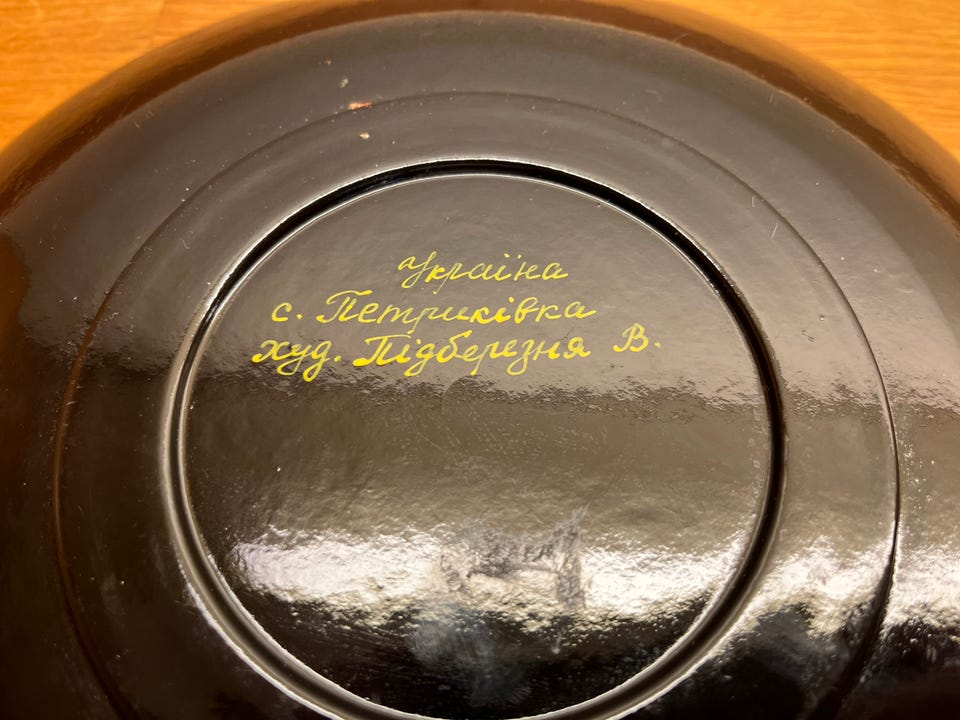 Україна
с. Петриківка
худ. Підберезня В.